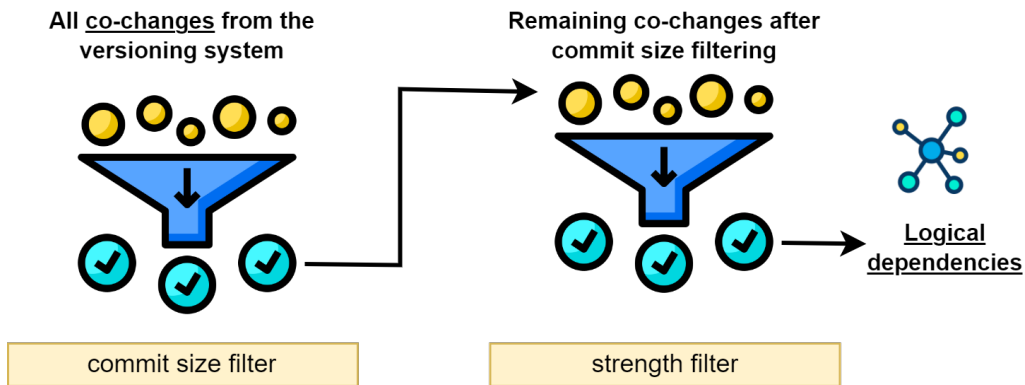 All co-changes from the
versioning system
commit size filter
Remaining co-changes after
commit size filtering
strength filter
Logical
dependencies